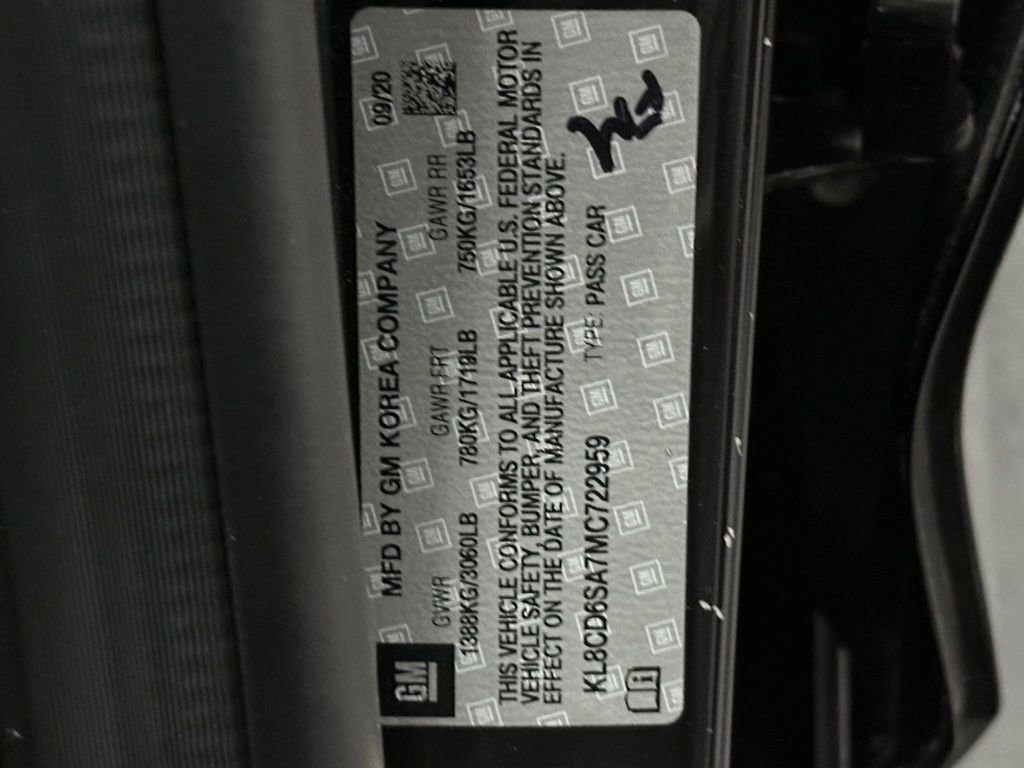 GM
MFD BY GM KOREA COMPANY 09/20
GVWR GAWR FRT GAWR RR
1388KG/3060LB 780KG/1719LB 750KG/1653LB
THIS VEHICLE CONFORMS TO ALL APPLICABLE U.S. FEDERAL MOTOR
VEHICLE SAFETY, BUMPER, AND THEFT PREVENTION STANDARDS IN
EFFECT ON THE DATE OF MANUFACTURE SHOWN ABOVE.
KL8CD6SA7MC722959 TYPE: PASS CAR